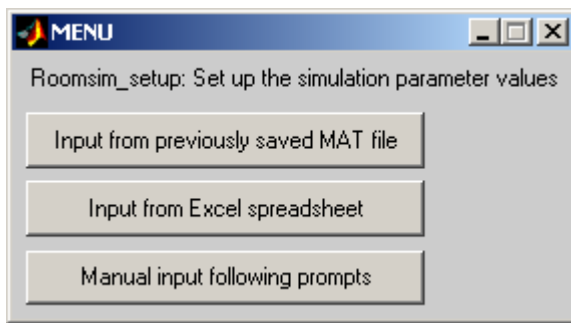 MENU
Roomsim_setup: Set up the simulation parameter values
Input from previously saved MAT file
Input from Excel spreadsheet
Manual input following prompts